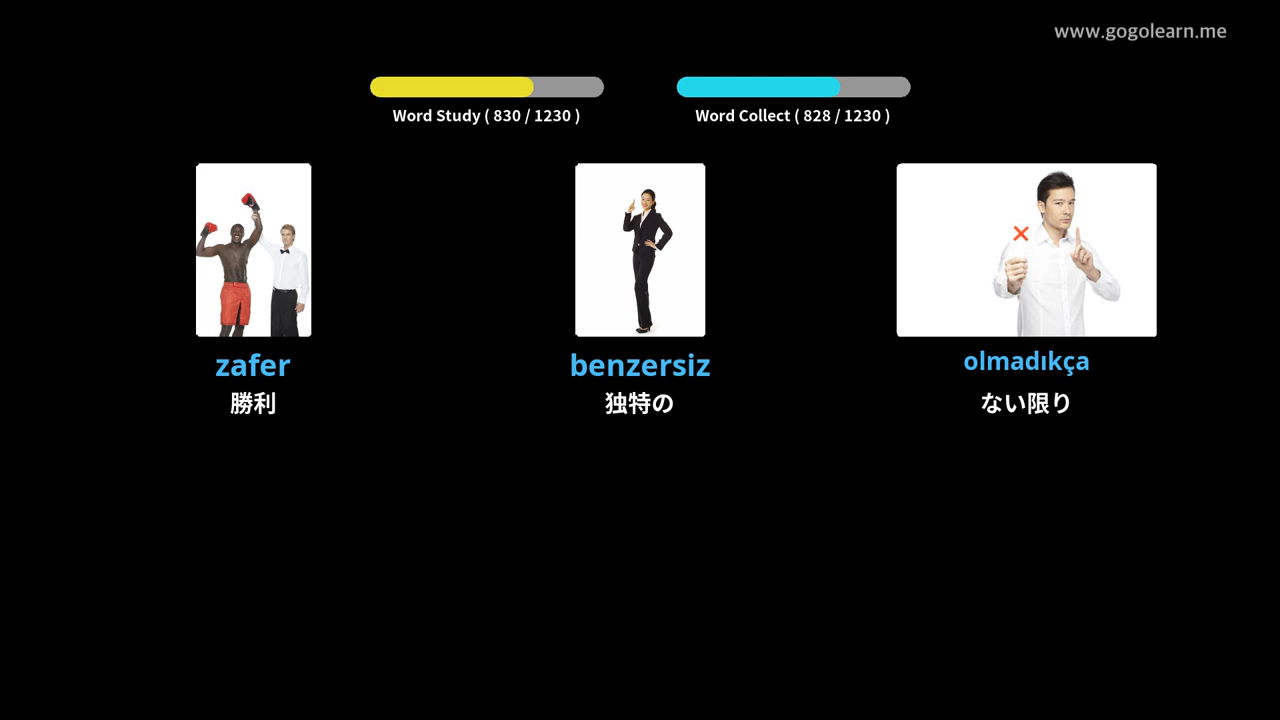 www.gogolearn.me
Word Study ( 830 / 1230 )
Word Collect ( 828 / 1230 )
zafer
勝利
benzersiz
独特の
olmadıkça
ない限り